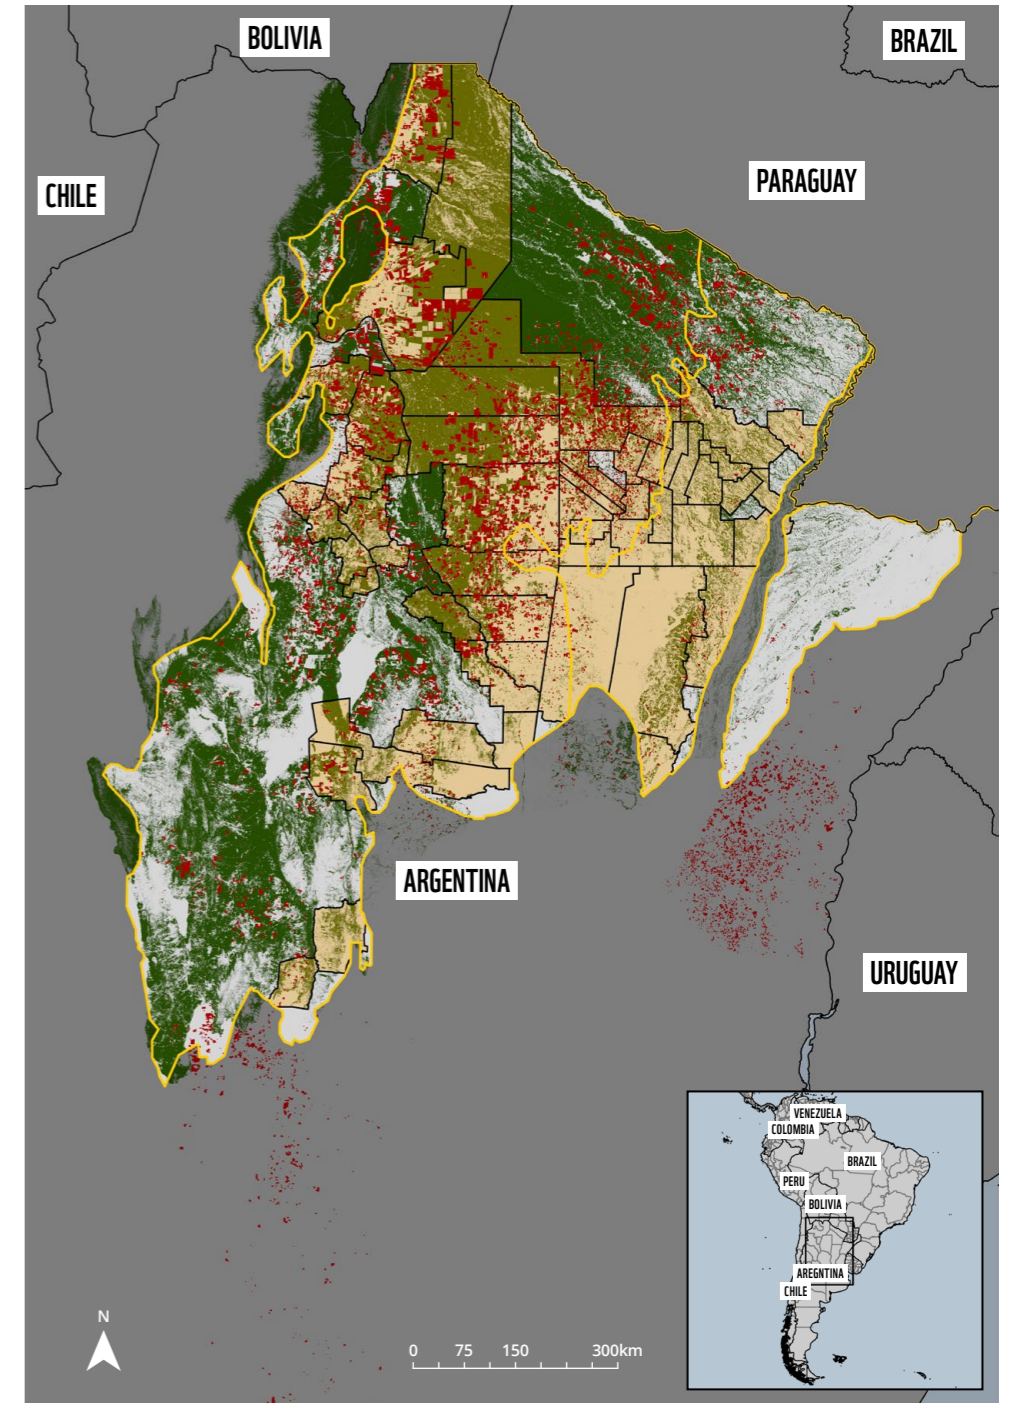 BOLIVIA
BRAZIL
CHILE
PARAGUAY
ARGENTINA
URUGUAY
VENEZUELA
COLOMBIA
BRAZIL
PERU
BOLIVIA
AREGNTINA
CHILE
N
0 75 150 300km